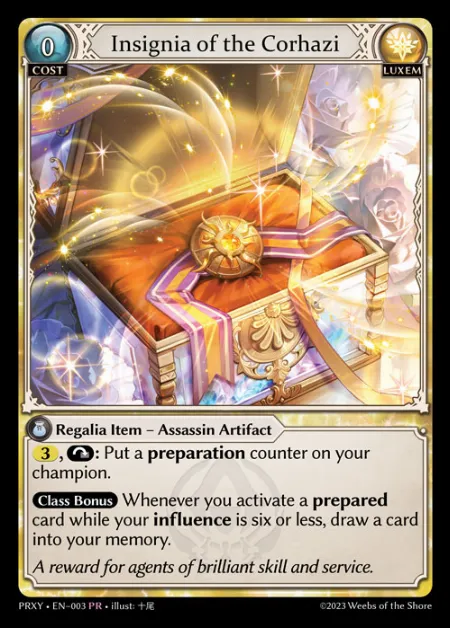 0
Insignia of the Corhazi
COST
LUXEM
Regalia Item – Assassin Artifact
3 , : Put a preparation counter on your
champion.
Class Bonus Whenever you activate a prepared
card while your influence is six or less, draw a card
into your memory.
A reward for agents of brilliant skill and service.
PRXY • EN–003 PR • illust: 十尾
©2023 Weebs of the Shore